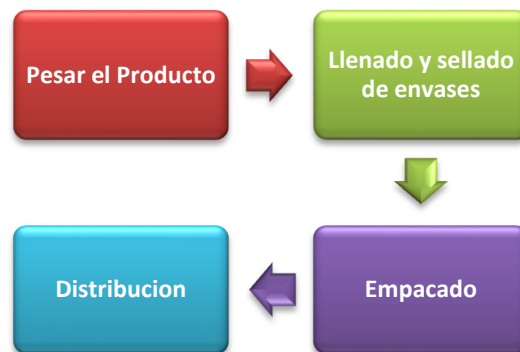 Pesar el Producto
Llenado y sellado
de envases
Empacado
Distribucion